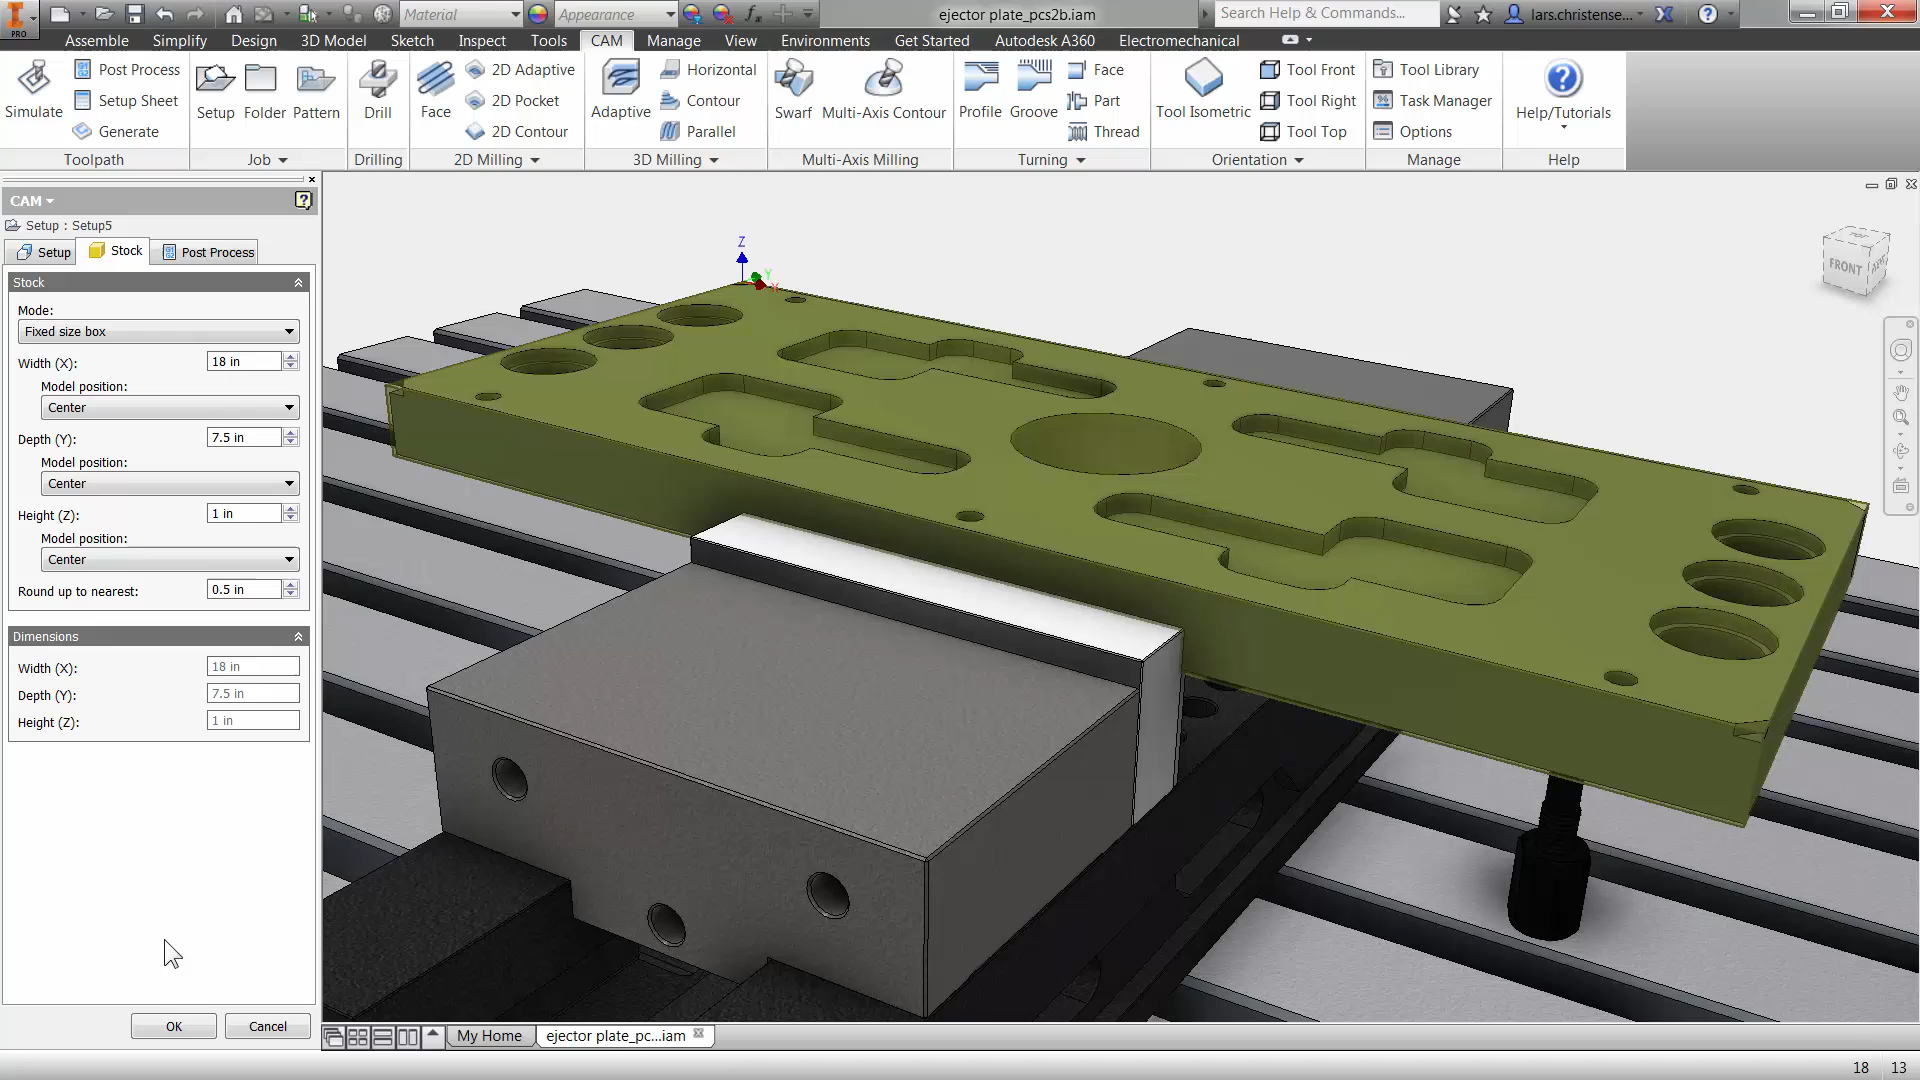 Material
Appearance
ejector plate_pcs2b.iam
Search Help & Commands...
lars.christense...
PRO
Assemble Simplify Design 3D Model Sketch Inspect Tools CAM Manage View Environments Get Started Autodesk A360 Electromechanical
Simulate
Post Process
Setup Sheet
Generate
Toolpath
Setup
Folder
Pattern
Job
Drill
Drilling
Face
2D Adaptive
2D Pocket
2D Contour
2D Milling
Adaptive
Horizontal
Contour
Parallel
3D Milling
Swarf
Multi-Axis Contour
Multi-Axis Milling
Profile
Groove
Face
Part
Thread
Turning
Tool Isometric
Tool Front
Tool Right
Tool Top
Orientation
Tool Library
Task Manager
Options
Manage
Help/Tutorials
Help
CAM
Setup : Setup5
Setup Stock Post Process
Stock
Mode:
Fixed size box
Width (X): 18 in
Model position:
Center
Depth (Y): 7.5 in
Model position:
Center
Height (Z): 1 in
Model position:
Center
Round up to nearest: 0.5 in
Dimensions
Width (X): 18 in
Depth (Y): 7.5 in
Height (Z): 1 in
OK Cancel
Z
Y
X
TOP
FRONT
My Home
ejector plate_pc...iam
18 13